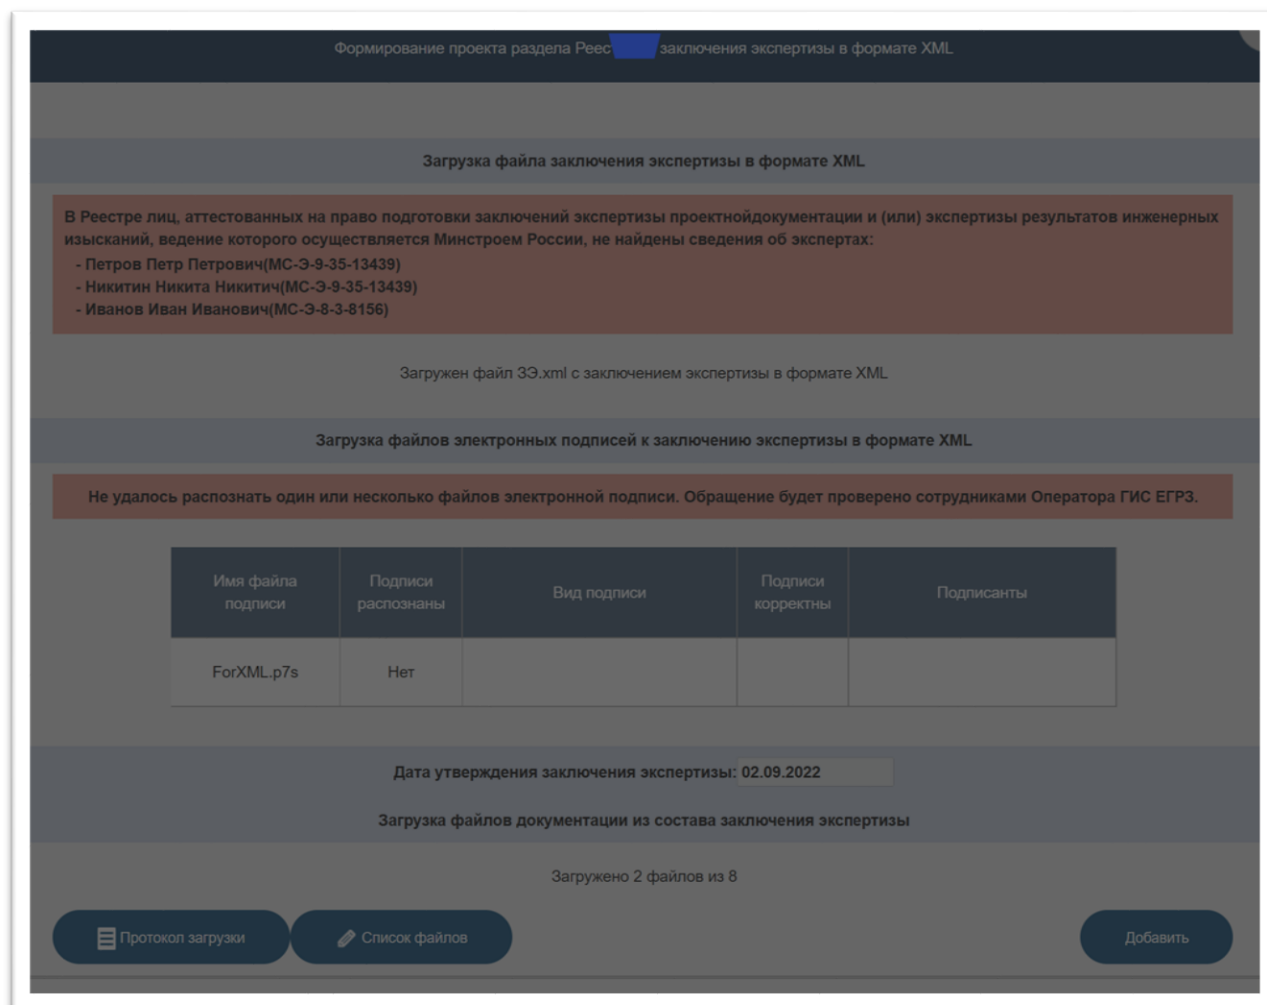 Формирование проекта раздела Реес заключения экспертизы в формате XML
Загрузка файла заключения экспертизы в формате XML
В Реестре лиц, аттестованных на право подготовки заключений экспертизы проектнойдокументации и (или) экспертизы результатов инженерных
изысканий, ведение которого осуществляется Минстроем России, не найдены сведения об экспертах:
- Петров Петр Петрович(МС-Э-9-35-13439)
- Никитин Никита Никитич(МС-Э-9-35-13439)
- Иванов Иван Иванович(МС-Э-8-3-8156)
Загружен файл ЗЭ.xml с заключением экспертизы в формате XML
Загрузка файлов электронных подписей к заключению экспертизы в формате XML
Не удалось распознать один или несколько файлов электронной подписи. Обращение будет проверено сотрудниками Оператора ГИС ЕГРЗ.
Имя файла подписи
Подписи распознаны
Вид подписи
Подписи корректны
Подписанты
ForXML.p7s
Нет
Дата утверждения заключения экспертизы: 02.09.2022
Загрузка файлов документации из состава заключения экспертизы
Загружено 2 файлов из 8
Протокол загрузки
Список файлов
Добавить